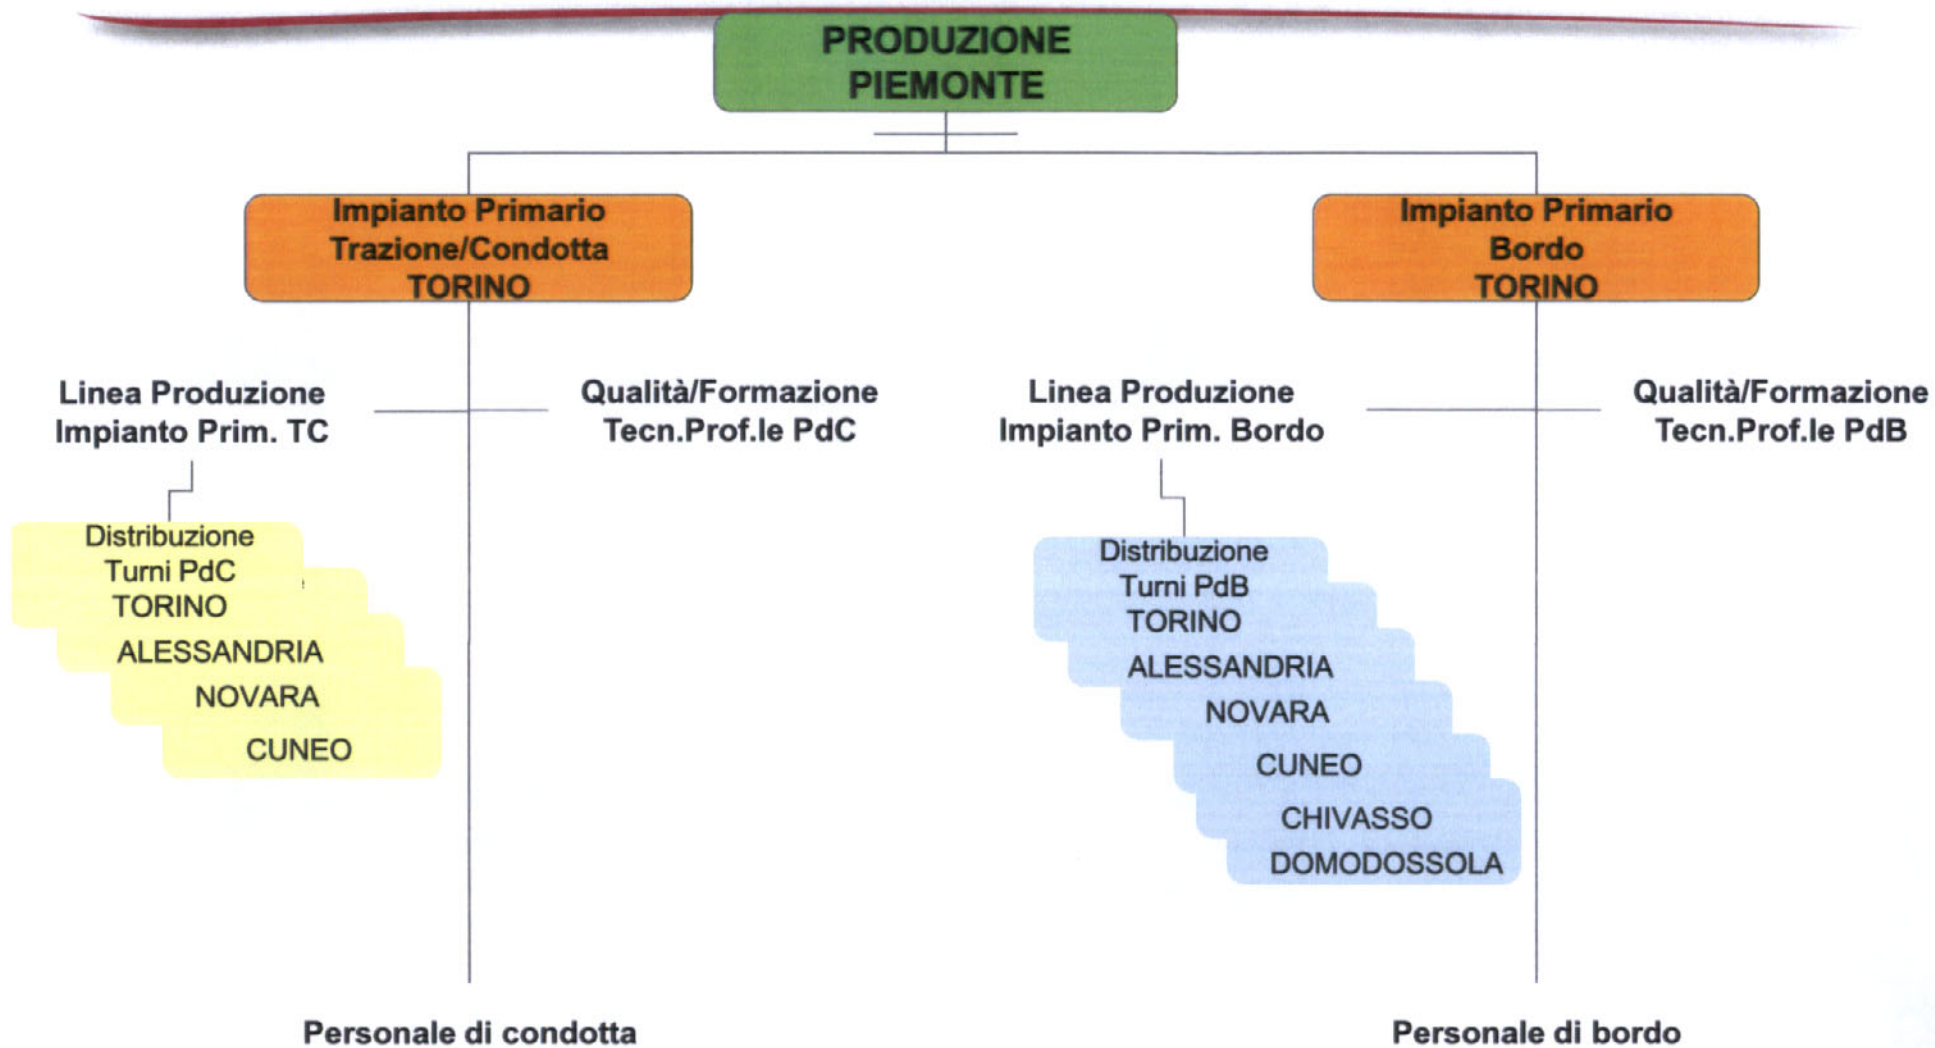 PRODUZIONE
PIEMONTE
Impianto Primario
Trazione/Condotta
TORINO
Impianto Primario
Bordo
TORINO
Linea Produzione
Impianto Prim. TC
Qualità/Formazione
Tecn.Prof.le PdC
Linea Produzione
Impianto Prim. Bordo
Qualità/Formazione
Tecn.Prof.le PdB
Distribuzione
Turni PdC
TORINO
ALESSANDRIA
NOVARA
CUNEO
Distribuzione
Turni PdB
TORINO
ALESSANDRIA
NOVARA
CUNEO
CHIVASSO
DOMODOSSOLA
Personale di condotta
Personale di bordo